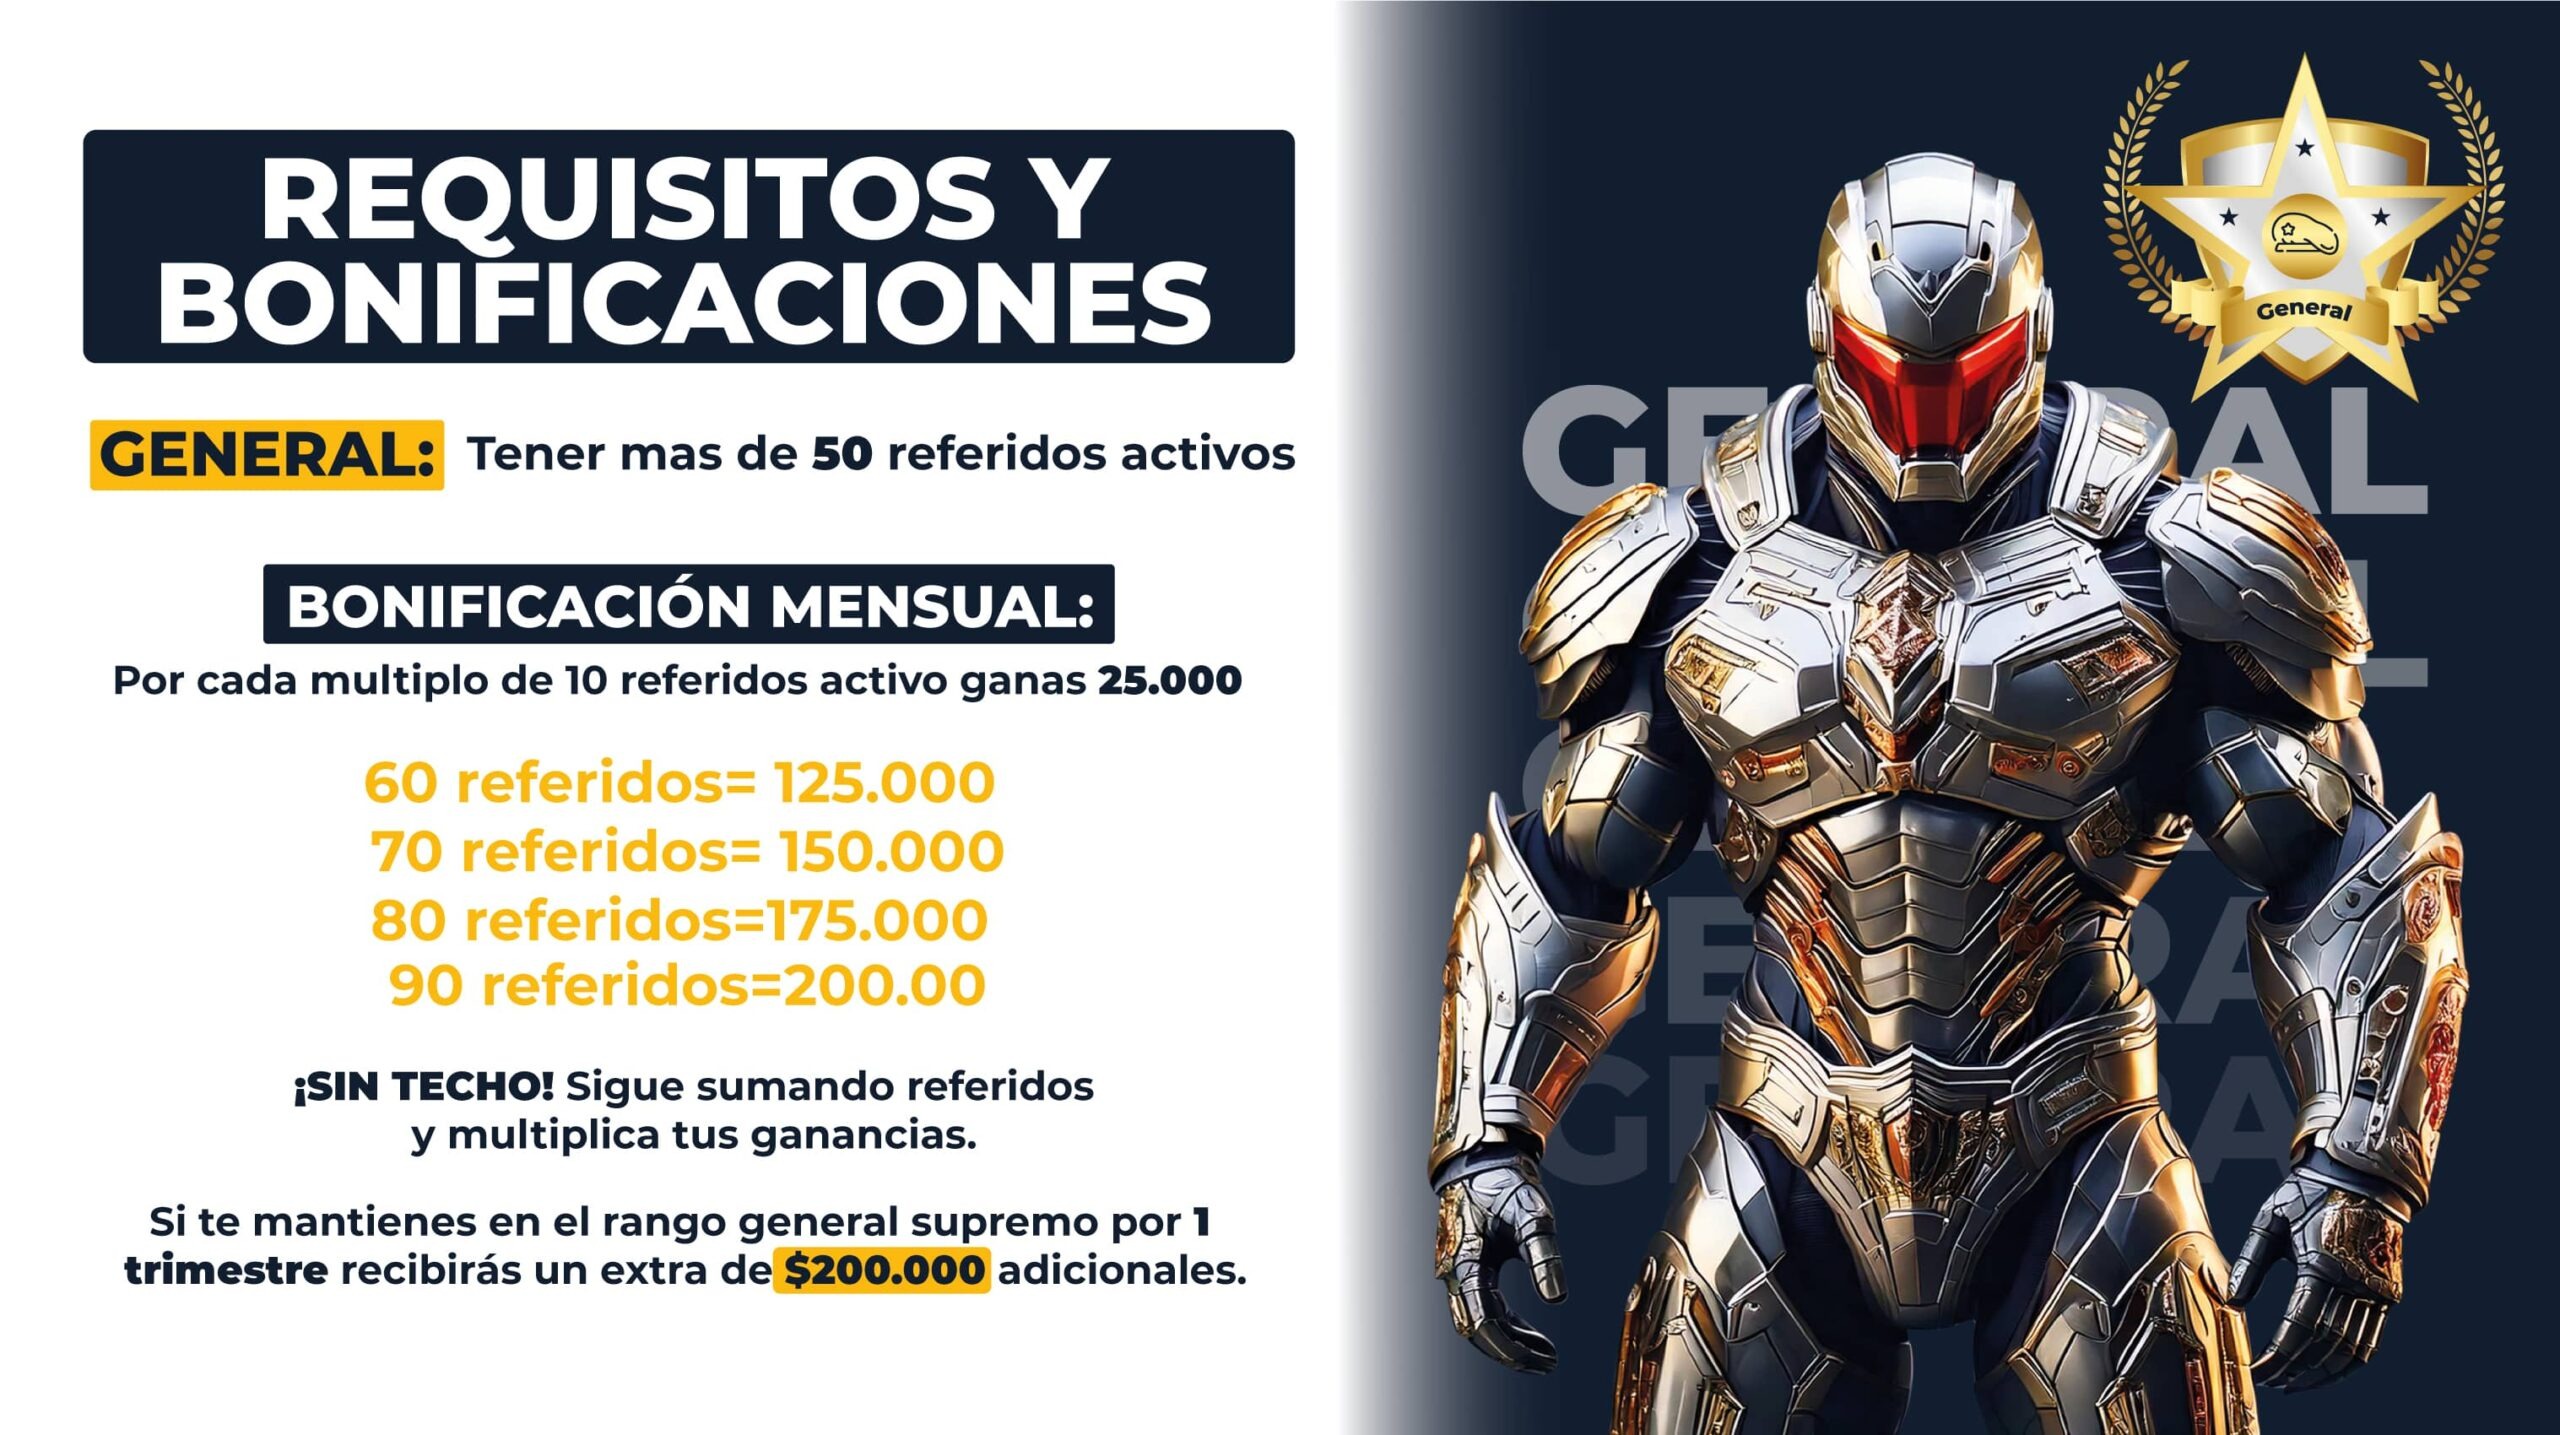 REQUISITOS Y
BONIFICACIONES
GENERAL: Tener mas de 50 referidos activos
BONIFICACIÓN MENSUAL:
Por cada multiplo de 10 referidos activo ganas 25.000
60 referidos= 125.000
70 referidos= 150.000
80 referidos=175.000
90 referidos=200.00
¡SIN TECHO! Sigue sumando referidos
y multiplica tus ganancias.
Si te mantienes en el rango general supremo por 1
trimestre recibirás un extra de $200.000 adicionales.
General
GENERAL